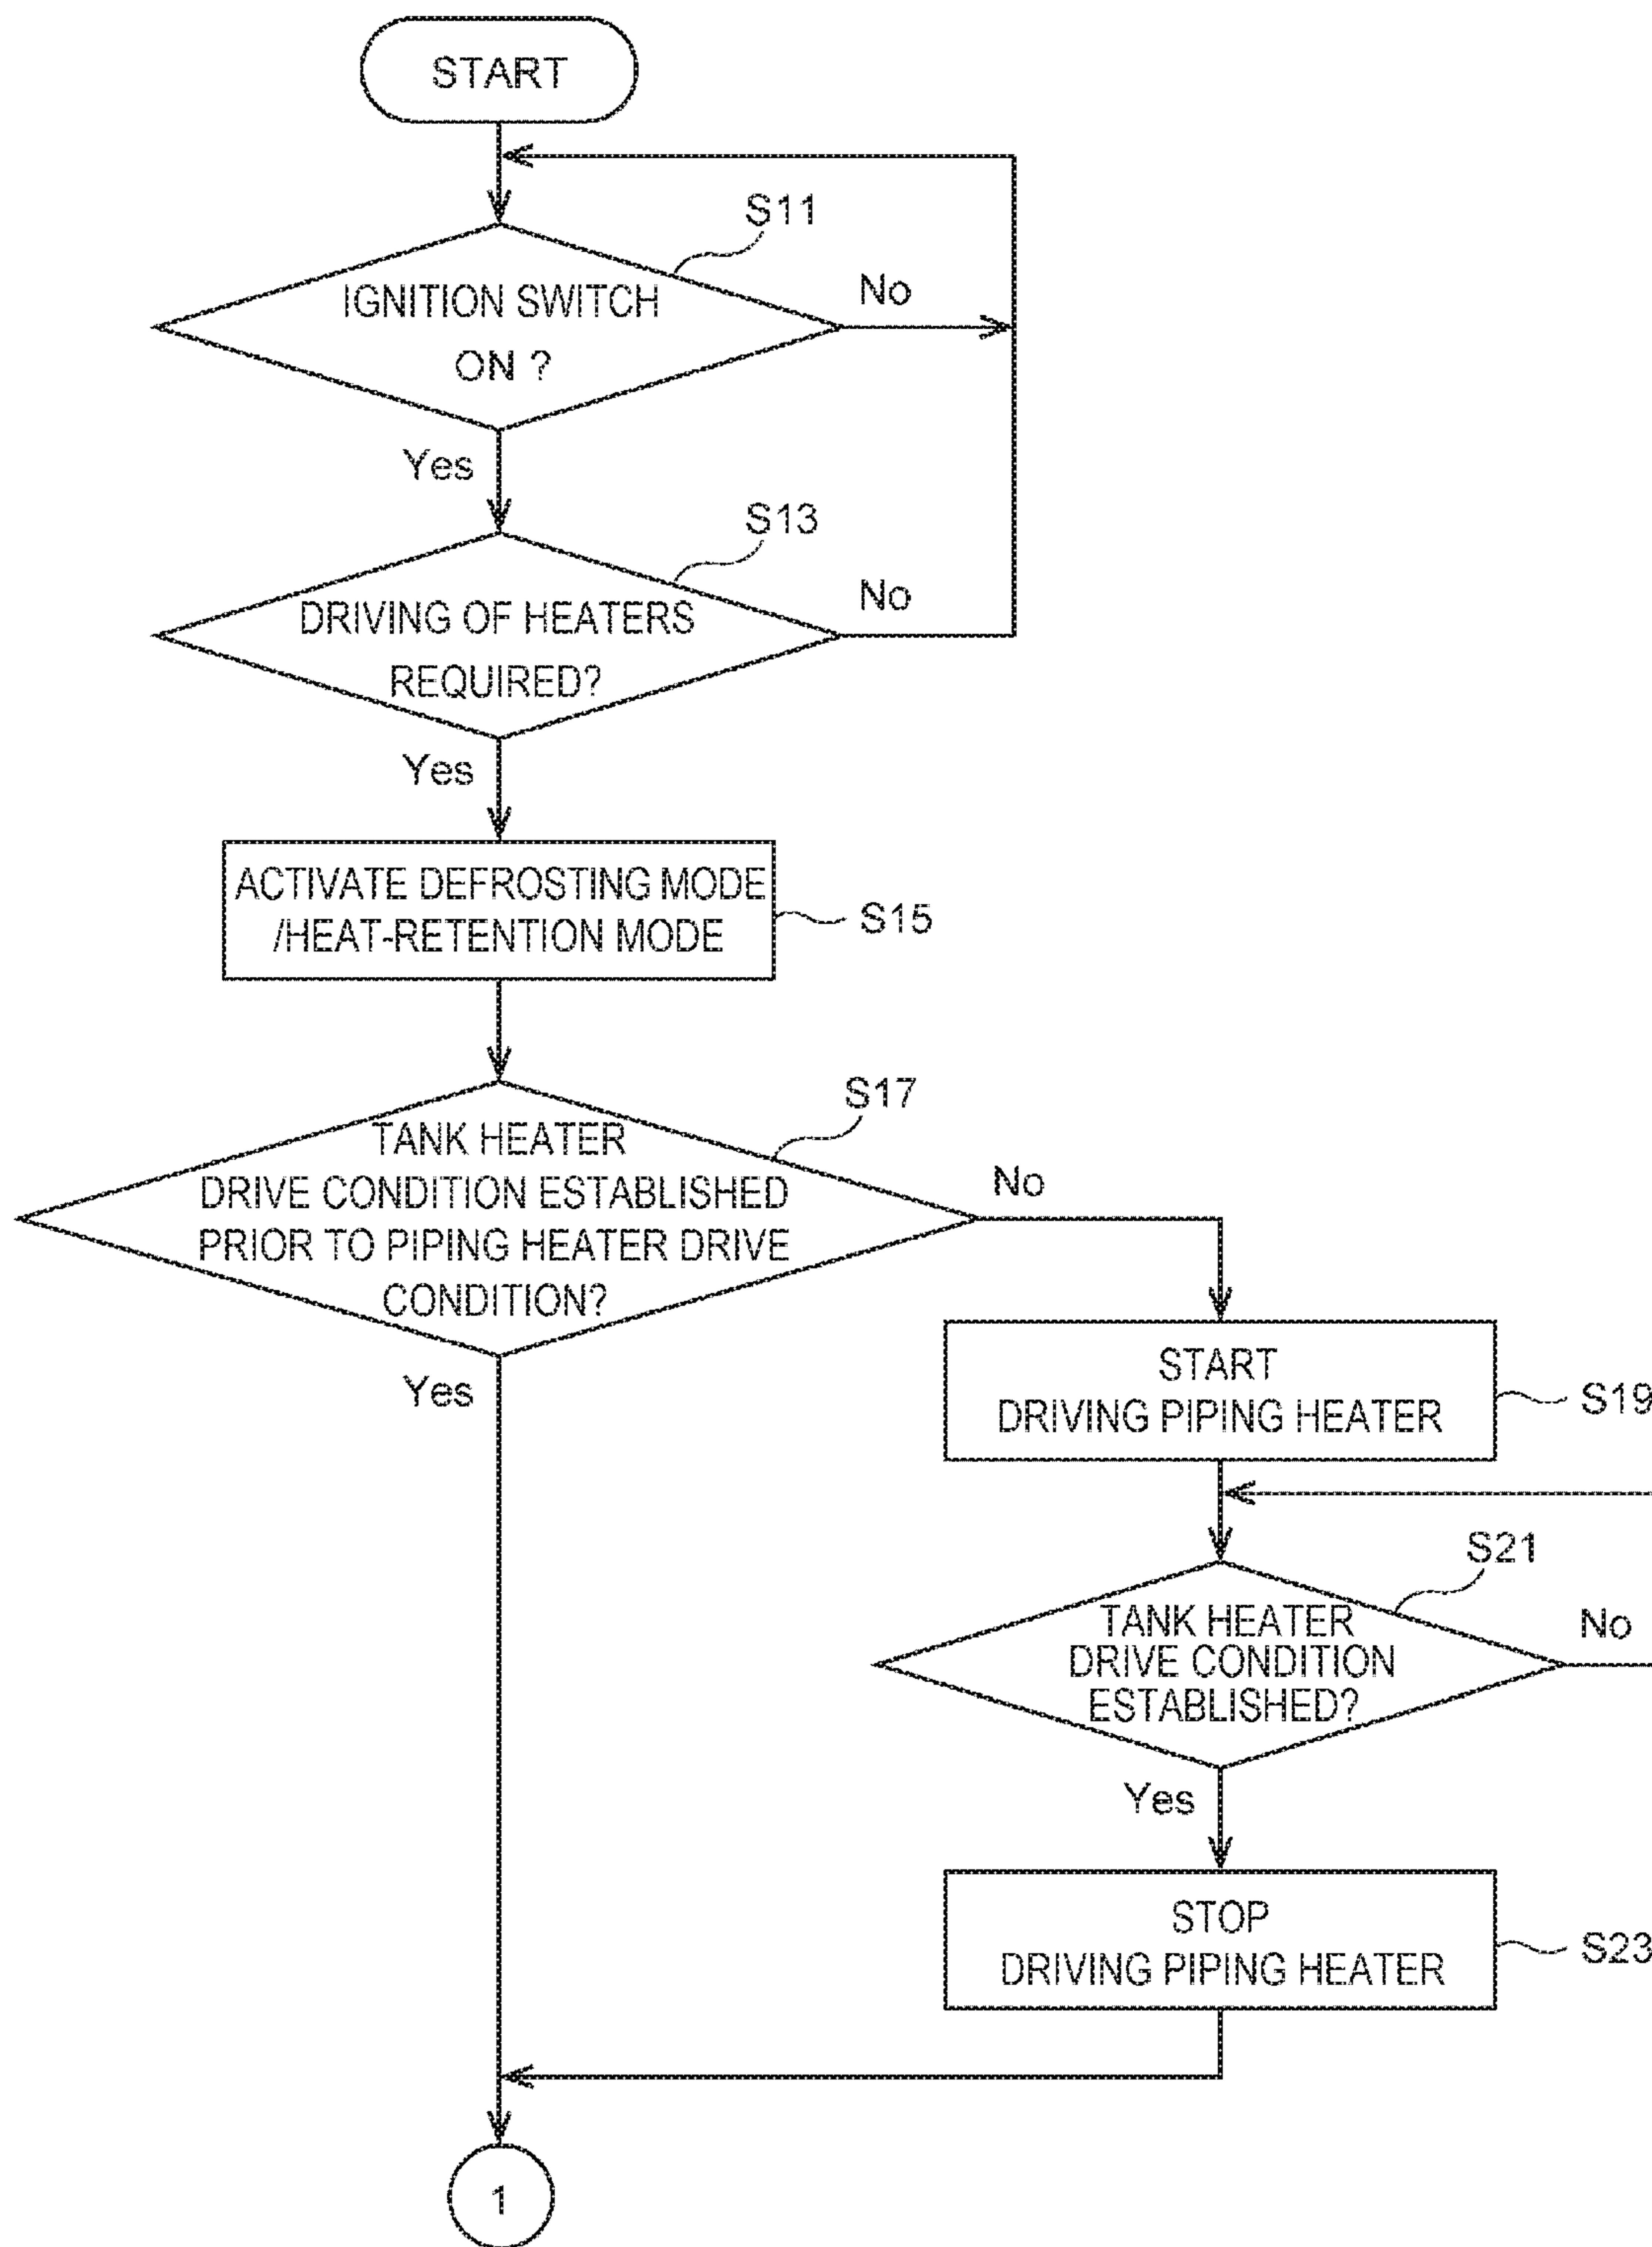 START
S11
IGNITION SWITCH
ON ?
No
Yes
S13
DRIVING OF HEATERS
REQUIRED?
No
Yes
ACTIVATE DEFROSTING MODE
/HEAT-RETENTION MODE
S15
S17
TANK HEATER
DRIVE CONDITION ESTABLISHED
PRIOR TO PIPING HEATER DRIVE
CONDITION?
No
Yes
START
DRIVING PIPING HEATER
S19
S21
TANK HEATER
DRIVE CONDITION
ESTABLISHED?
No
Yes
STOP
DRIVING PIPING HEATER
S23
1